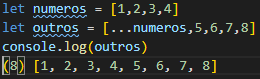 let numeros = [1,2,3,4]
let outros = [...numeros,5,6,7,8]
console.log(outros)
(8) [1, 2, 3, 4, 5, 6, 7, 8]